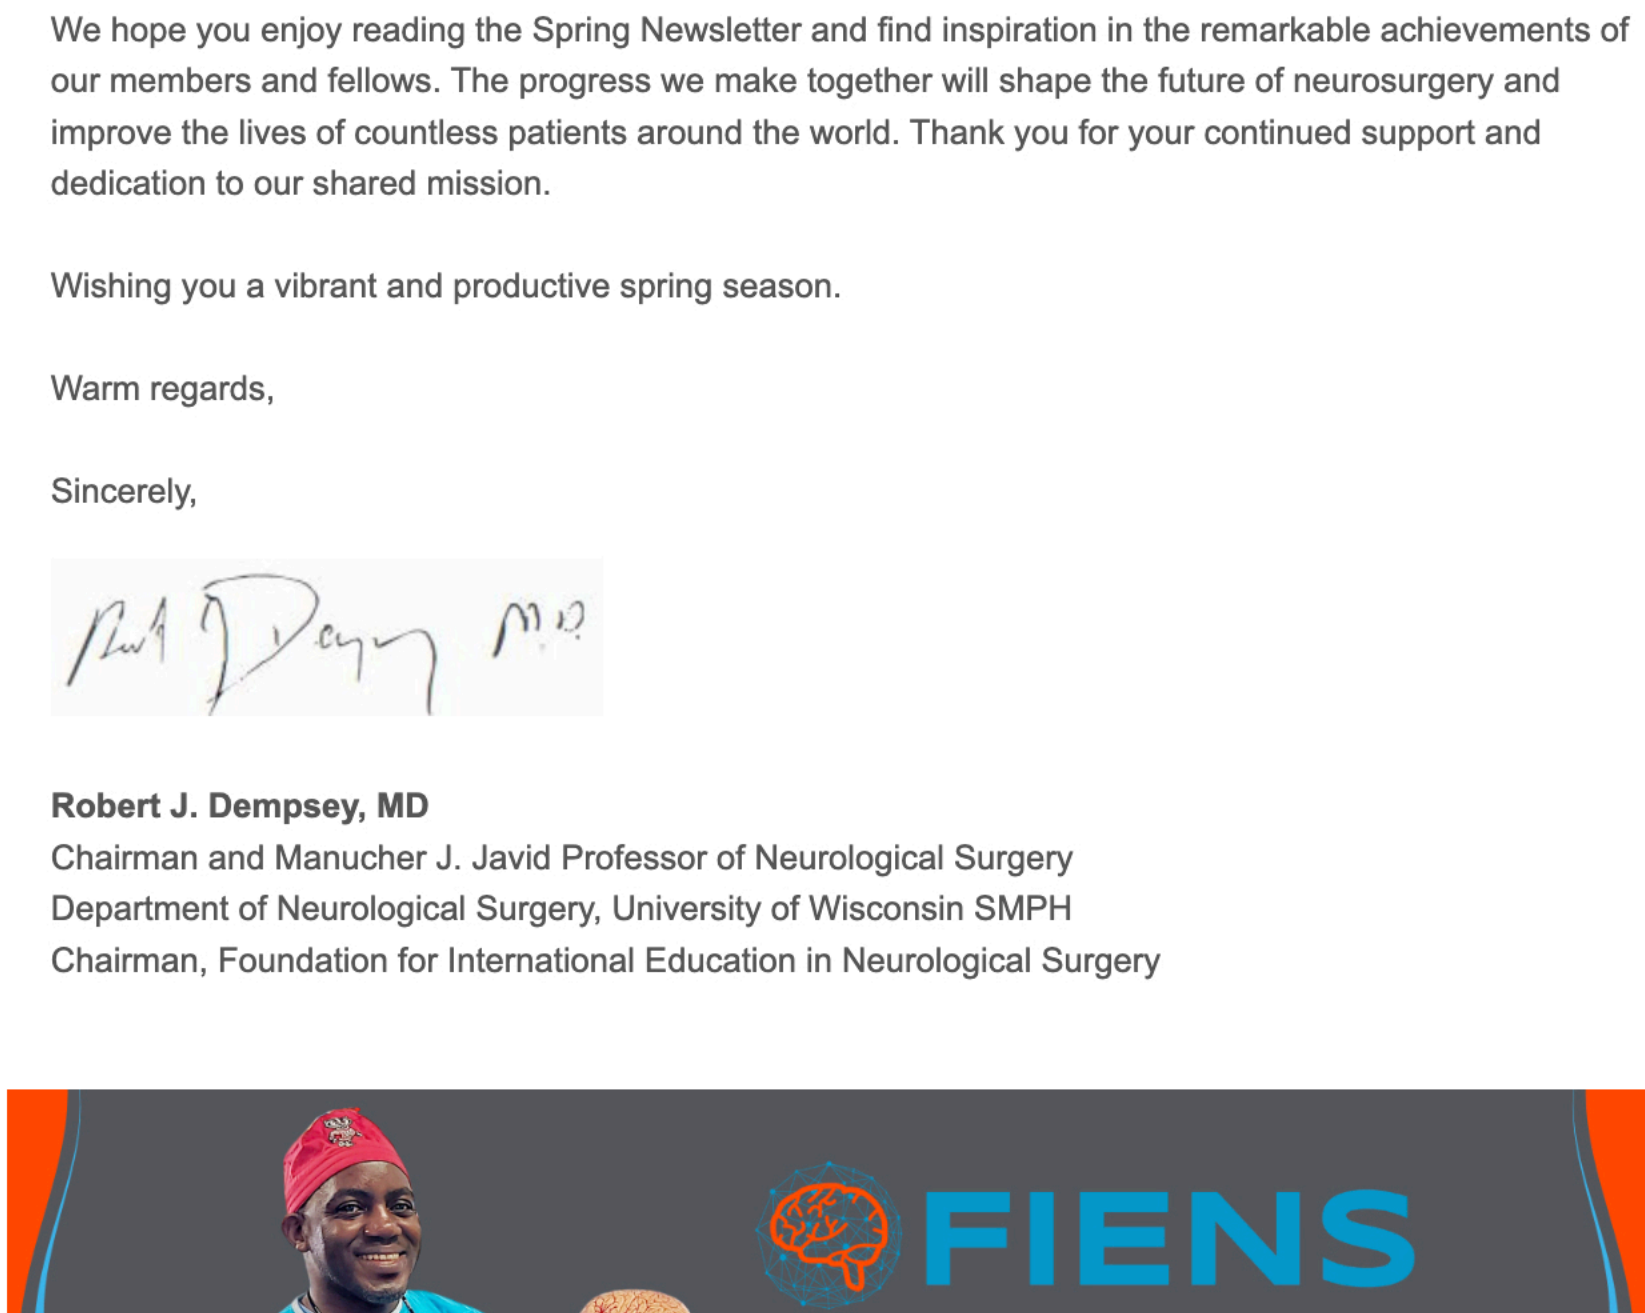 We hope you enjoy reading the Spring Newsletter and find inspiration in the remarkable achievements of
our members and fellows. The progress we make together will shape the future of neurosurgery and
improve the lives of countless patients around the world. Thank you for your continued support and
dedication to our shared mission.
Wishing you a vibrant and productive spring season.
Warm regards,
Sincerely,
Robert J Dempsey M.D.
Robert J. Dempsey, MD
Chairman and Manucher J. Javid Professor of Neurological Surgery
Department of Neurological Surgery, University of Wisconsin SMPH
Chairman, Foundation for International Education in Neurological Surgery
FIENS